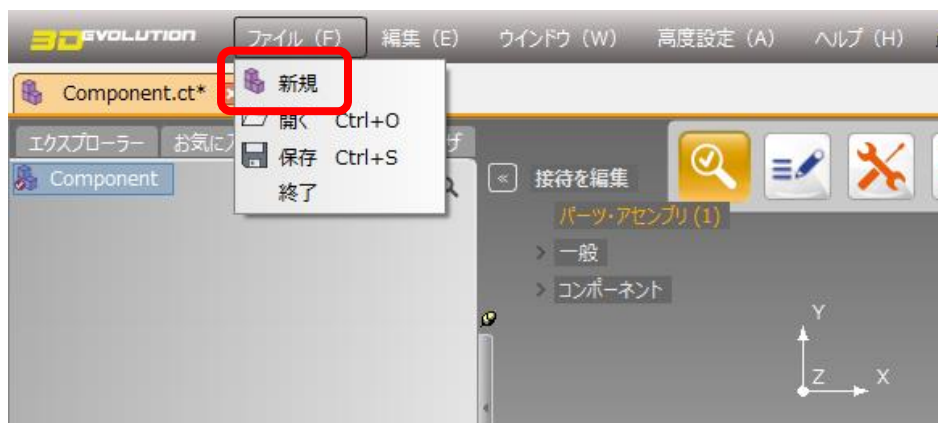 3DEVOLUTION ファイル (F) 編集 (E) ウインドウ (W) 高度設定 (A) ヘルプ (H)
Component.ct*
新規
開く Ctrl+O
保存 Ctrl+S
終了
エクスプローラー お気に
Component
接待を編集
パーツ・アセンブリ (1)
一般
コンポーネント
Y
Z X